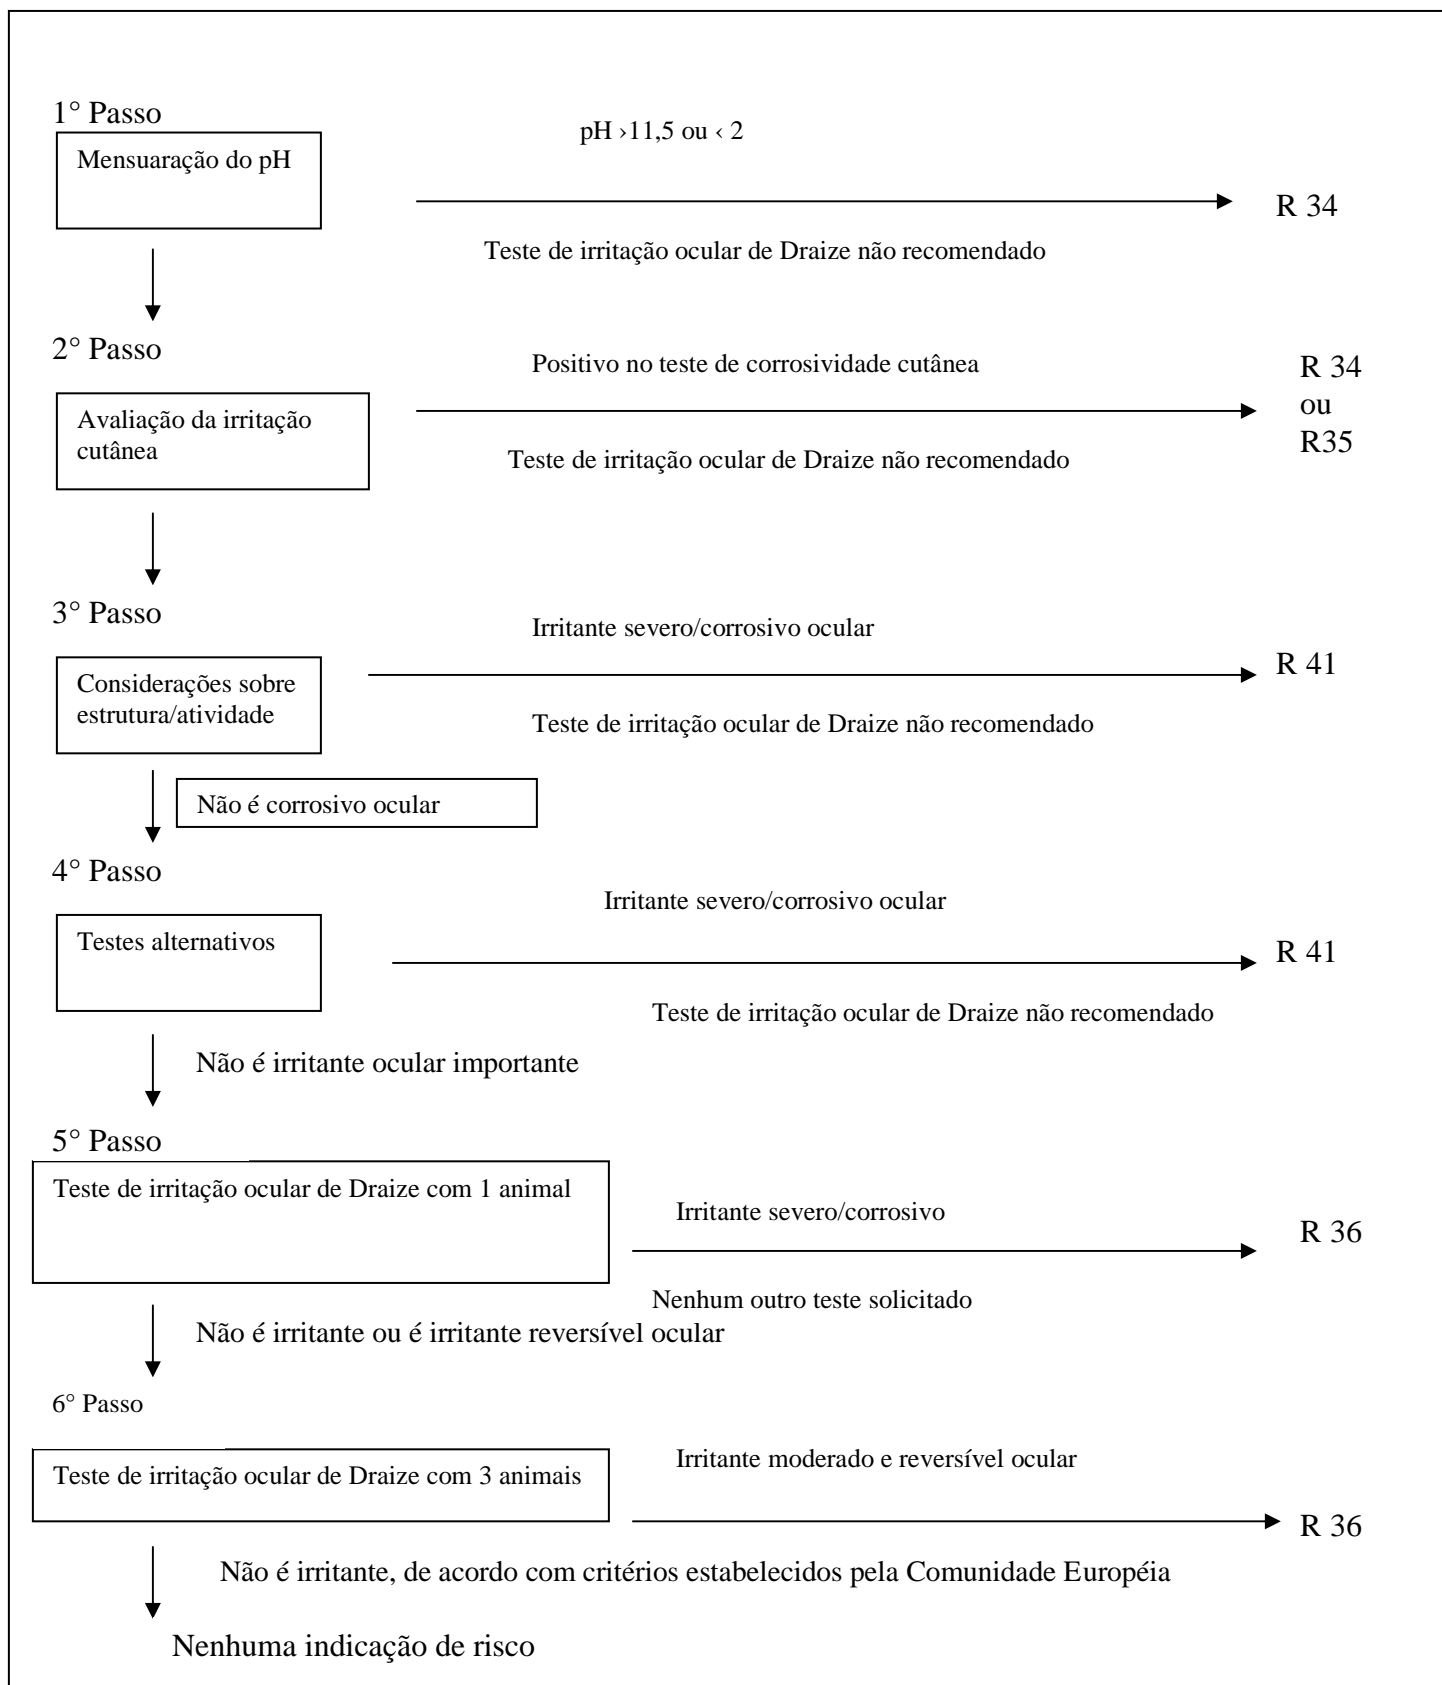 1° Passo
pH ›11,5 ou ‹ 2
Mensuaração do pH
R 34
Teste de irritação ocular de Draize não recomendado
2° Passo
Positivo no teste de corrosividade cutânea
R 34
ou
R35
Avaliação da irritação
cutânea
Teste de irritação ocular de Draize não recomendado
3° Passo
Irritante severo/corrosivo ocular
R 41
Considerações sobre
estrutura/atividade
Teste de irritação ocular de Draize não recomendado
Não é corrosivo ocular
4° Passo
Irritante severo/corrosivo ocular
Testes alternativos
R 41
Teste de irritação ocular de Draize não recomendado
Não é irritante ocular importante
5° Passo
Teste de irritação ocular de Draize com 1 animal
Irritante severo/corrosivo
R 36
Nenhum outro teste solicitado
Não é irritante ou é irritante reversível ocular
6° Passo
Irritante moderado e reversível ocular
Teste de irritação ocular de Draize com 3 animais
R 36
Não é irritante, de acordo com critérios estabelecidos pela Comunidade Européia
Nenhuma indicação de risco